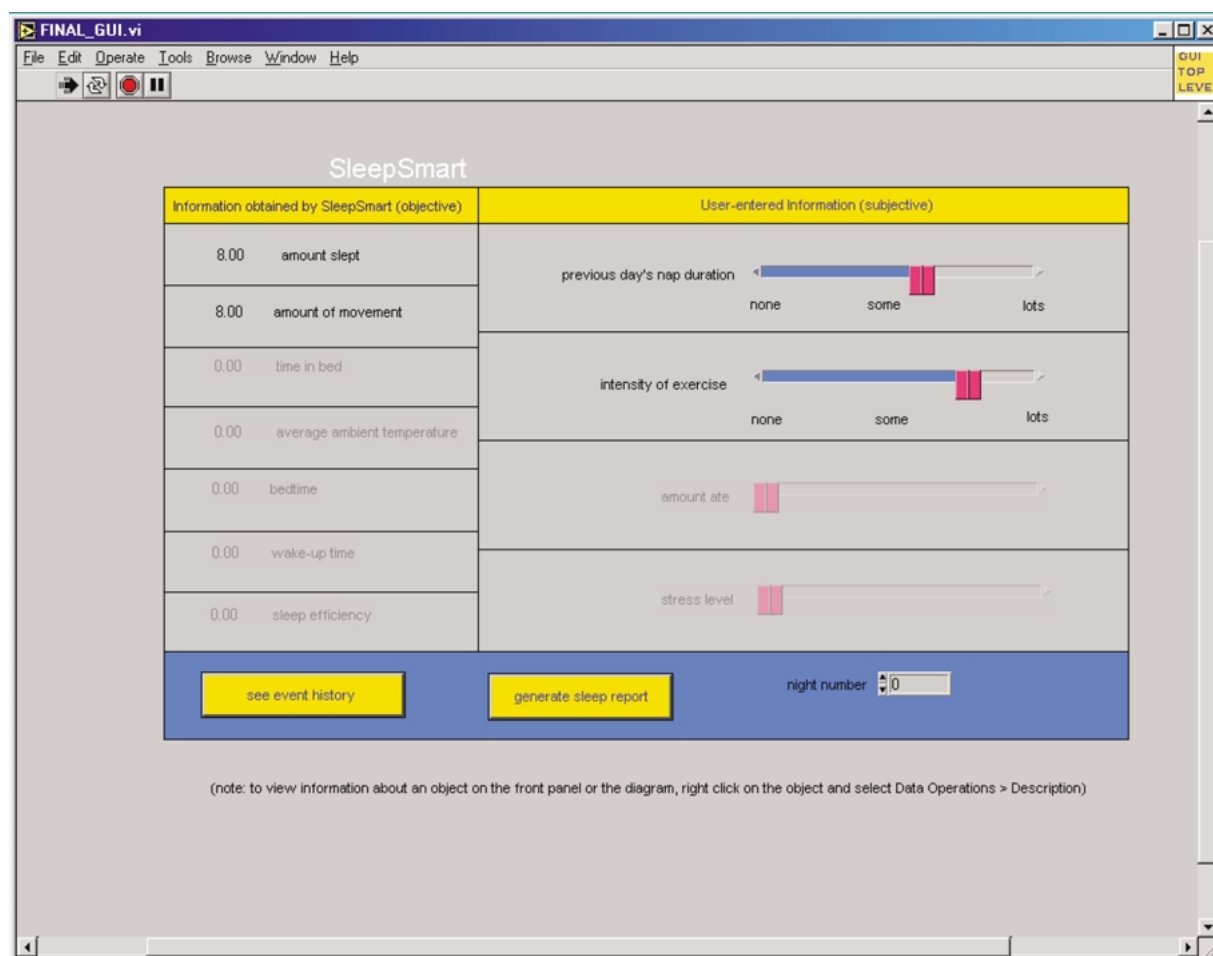 FINAL_GUI.vi
File Edit Operate Tools Browse Window Help
GUI
TOP
LEVE
SleepSmart
Information obtained by SleepSmart (objective)
User-entered Information (subjective)
8.00 amount slept
previous day's nap duration
none some lots
8.00 amount of movement
0.00 time in bed
intensity of exercise
none some lots
0.00 average ambient temperature
0.00 bedtime
amount ate
0.00 wake-up time
stress level
0.00 sleep efficiency
see event history
generate sleep report
night number 0
(note: to view information about an object on the front panel or the diagram, right click on the object and select Data Operations > Description)